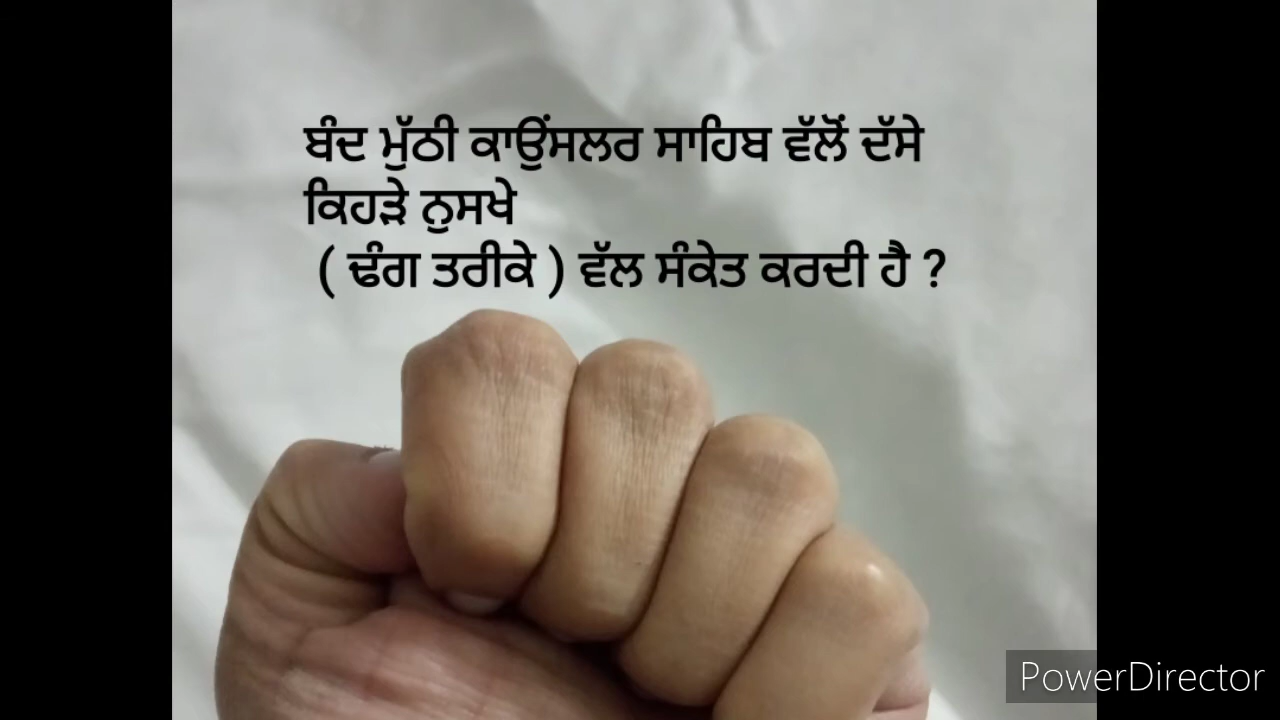 ਬੰਦ ਮੁੱਠੀ ਕਾਉਂਸਲਰ ਸਾਹਿਬ ਵੱਲੋਂ ਦੱਸੇ
ਕਿਹੜੇ ਨੁਸਖੇ
( ਢੰਗ ਤਰੀਕੇ ) ਵੱਲ ਸੰਕੇਤ ਕਰਦੀ ਹੈ ?
PowerDirector